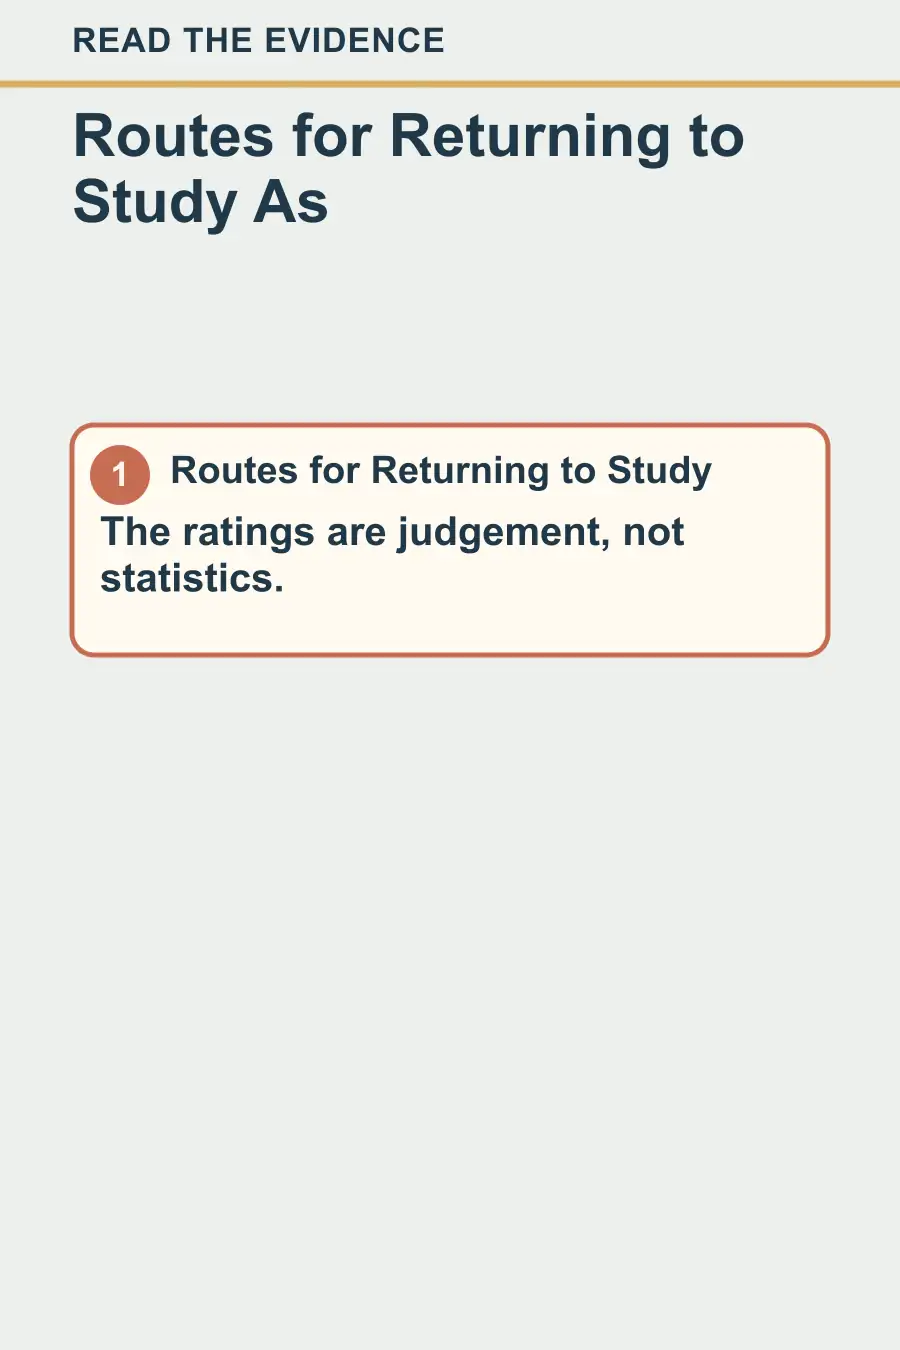 READ THE EVIDENCE
Routes for Returning to
Study As
1 Routes for Returning to Study
The ratings are judgement, not
statistics.